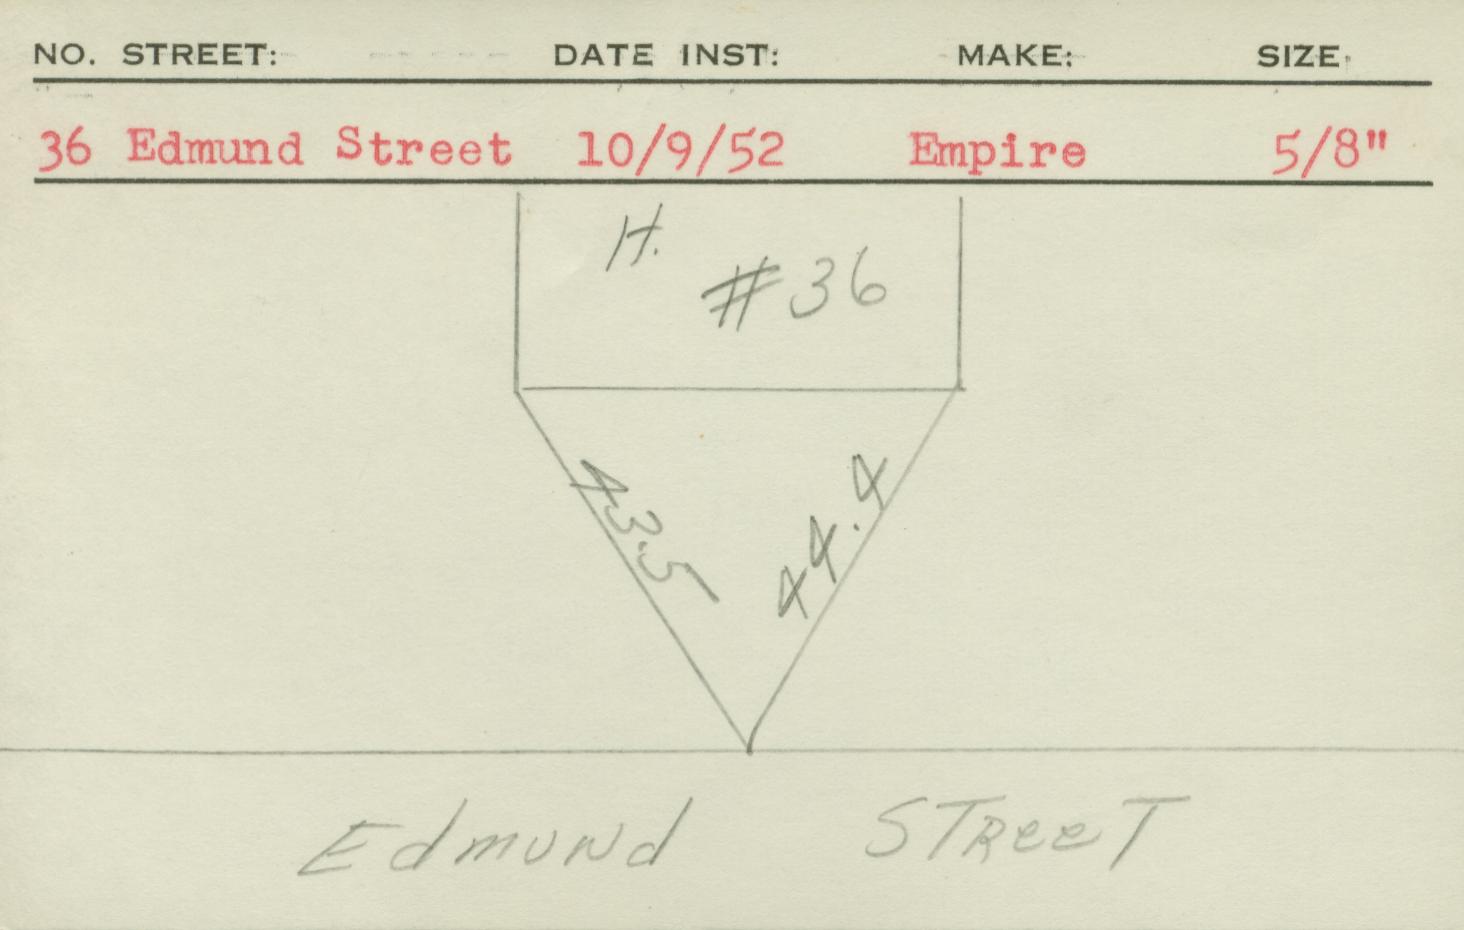 NO. STREET: DATE INST: MAKE: SIZE:
36 Edmund Street 10/9/52 Empire 5/8"
H.
#36
43.5 44.4
Edmund STReeT